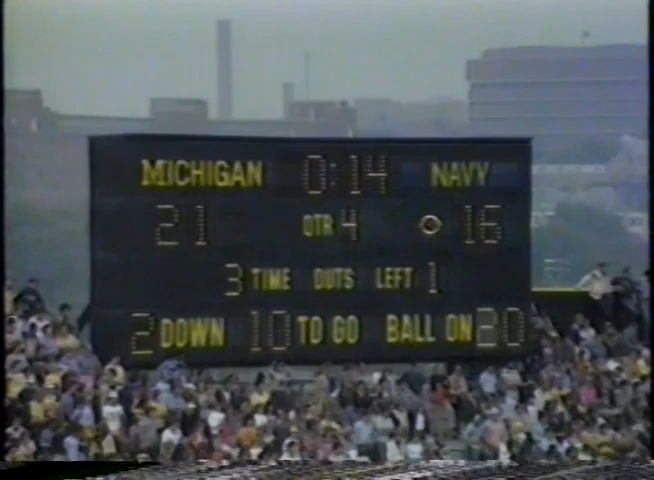 MICHIGAN 0:14 NAVY
21 QTR 4 16
3 TIME OUTS LEFT 1
2 DOWN 10 TO GO BALL ON 20